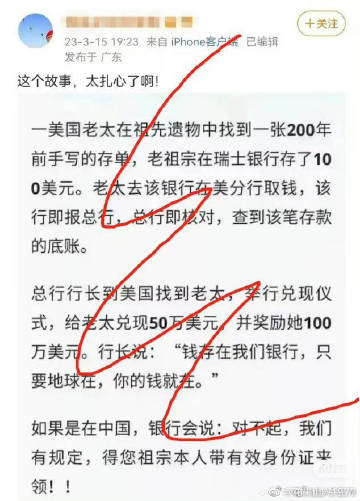 +关注
23-3-15 19:23 来自 iPhone客户端 已编辑
发布于 广东
这个故事,太扎心了啊!
一美国老太在祖先遗物中找到一张200年
前手写的存单,老祖宗在瑞士银行存了10
0美元。老太去该银行在美分行取钱,该
行即报总行,总行即核对,查到该笔存款
的底账。
总行行长到美国找到老太,举行兑现仪
式,给老太兑现50万美元,并奖励她100
万美元。行长说:“钱存在我们银行,只
要地球在,你的钱就在。”
如果是在中国,银行会说:对不起,我们
有规定,得您祖宗本人带有效身份证来
领!!